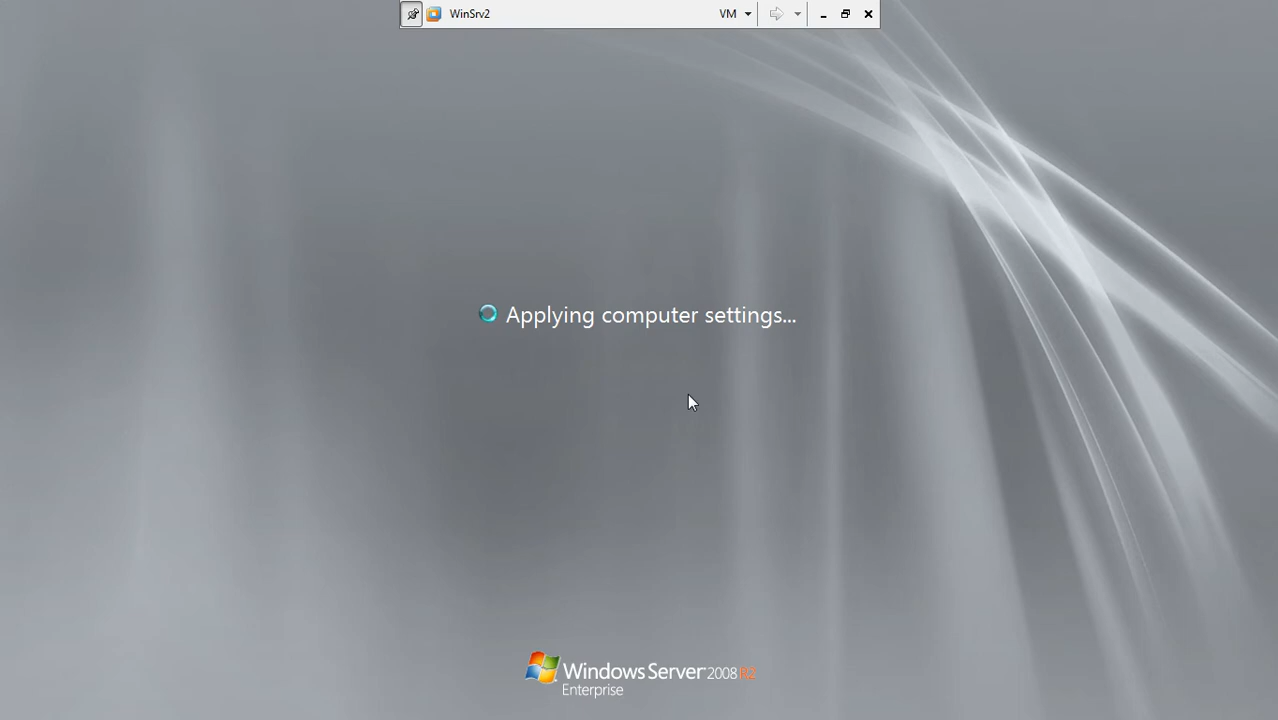 WinSrv2 VM
Applying computer settings...
Windows Server 2008 R2
Enterprise